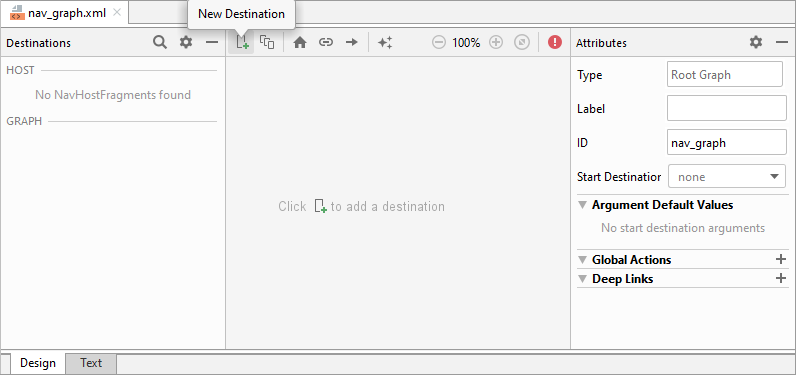 nav_graph.xml
New Destination
Destinations
100%
Attributes
HOST
No NavHostFragments found
GRAPH
Click to add a destination
Type Root Graph
Label
ID nav_graph
Start Destination none
Argument Default Values
No start destination arguments
Global Actions
Deep Links
Design Text